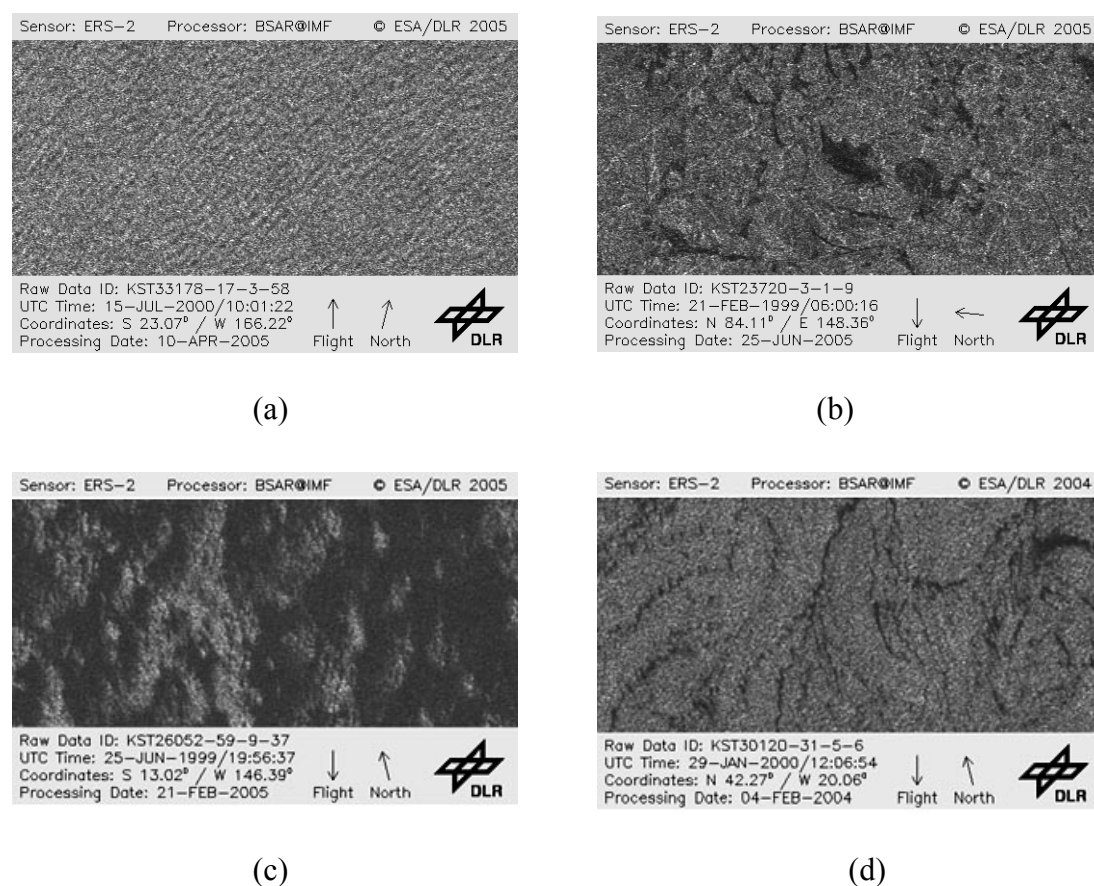 Sensor: ERS-2 Processor: BSAR@IMF © ESA/DLR 2005
Raw Data ID: KST33178-17-3-58
UTC Time: 15-JUL-2000/10:01:22
Coordinates: S 23.07° / W 166.22°
Processing Date: 10-APR-2005
Flight North
DLR
(a)
Sensor: ERS-2 Processor: BSAR@IMF © ESA/DLR 2005
Raw Data ID: KST23720-3-1-9
UTC Time: 21-FEB-1999/06:00:16
Coordinates: N 84.11° / E 148.36°
Processing Date: 25-JUN-2005
Flight North
DLR
(b)
Sensor: ERS-2 Processor: BSAR@IMF © ESA/DLR 2005
Raw Data ID: KST26052-59-9-37
UTC Time: 25-JUN-1999/19:56:37
Coordinates: S 13.02° / W 146.39°
Processing Date: 21-FEB-2005
Flight North
DLR
(c)
Sensor: ERS-2 Processor: BSAR@IMF © ESA/DLR 2004
Raw Data ID: KST30120-31-5-6
UTC Time: 29-JAN-2000/12:06:54
Coordinates: N 42.27° / W 20.06°
Processing Date: 04-FEB-2004
Flight North
DLR
(d)